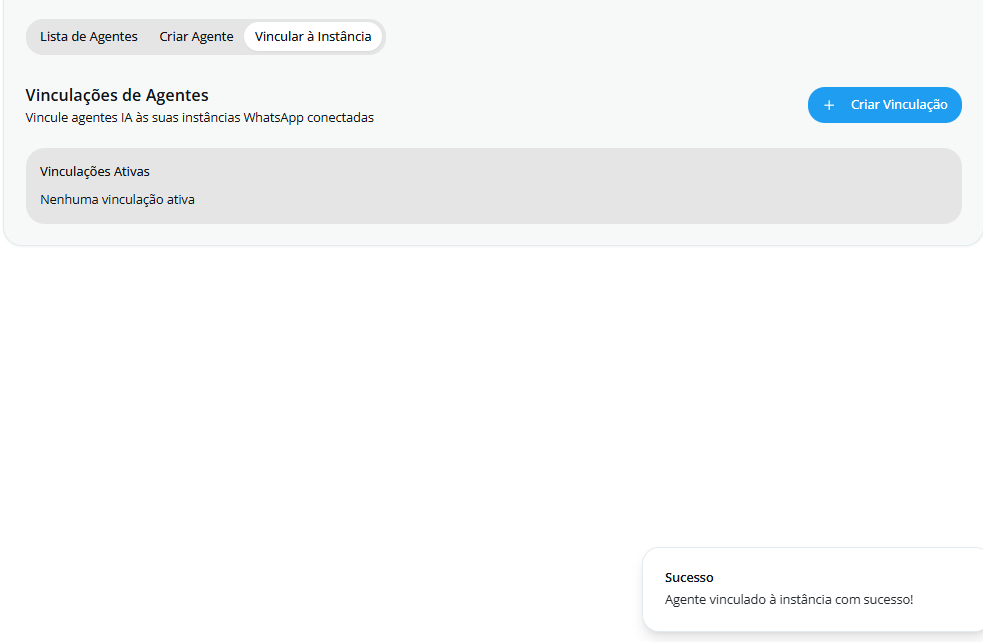 Lista de Agentes Criar Agente Vincular à Instância
Vinculações de Agentes
Vincule agentes IA às suas instâncias WhatsApp conectadas
+ Criar Vinculação
Vinculações Ativas
Nenhuma vinculação ativa
Sucesso
Agente vinculado à instância com sucesso!